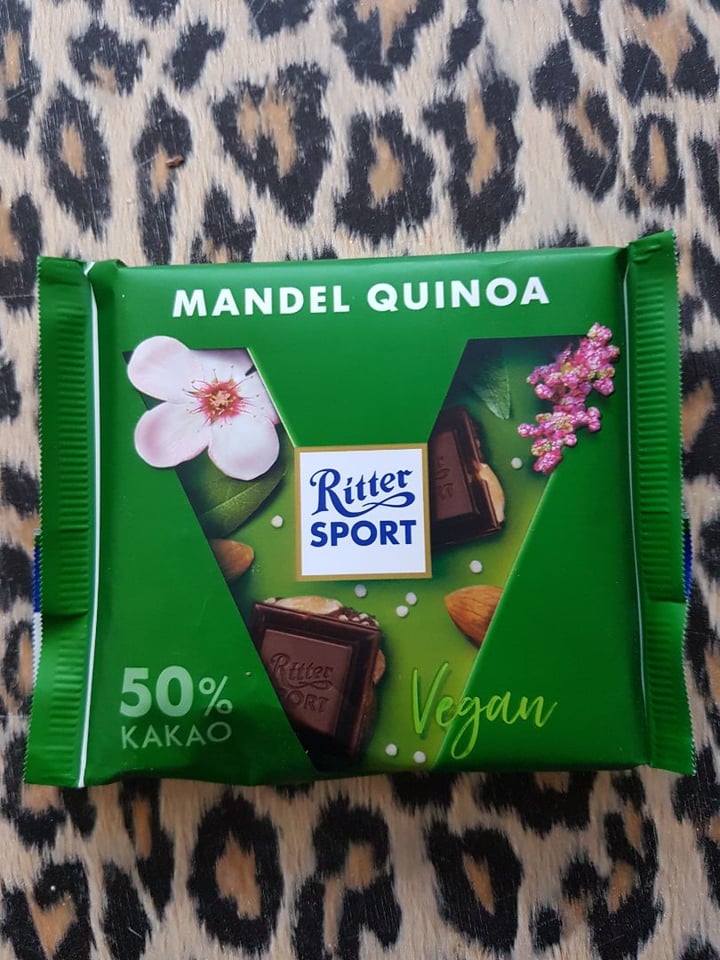 MANDEL QUINOA
Ritter
SPORT
Ritter
SPORT
50%
KAKAO
Vegan